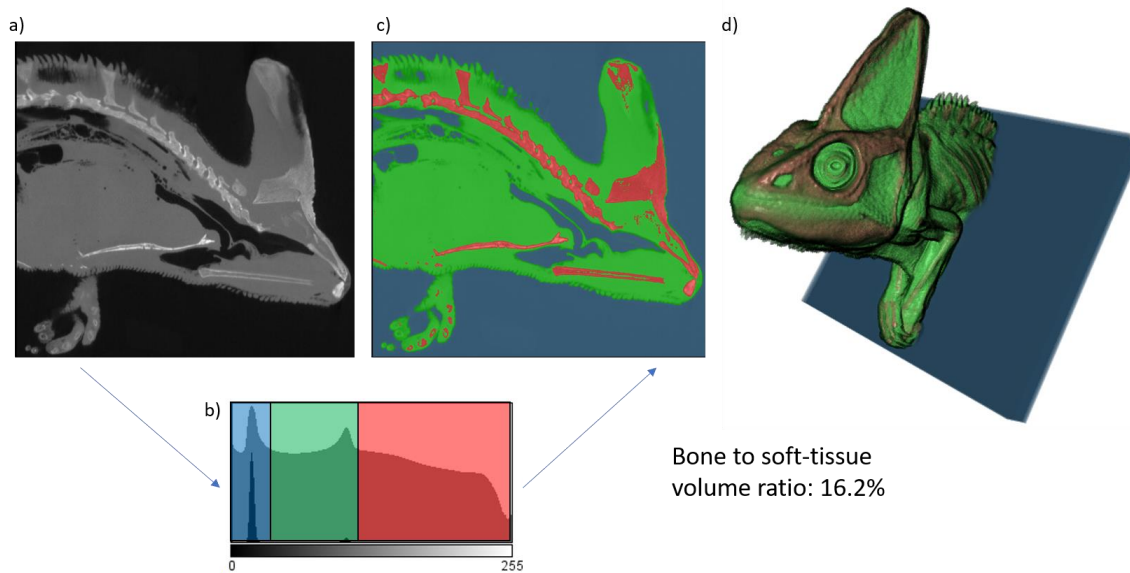 a)
c)
d)
b)
0
255
Bone to soft-tissue
volume ratio: 16.2%